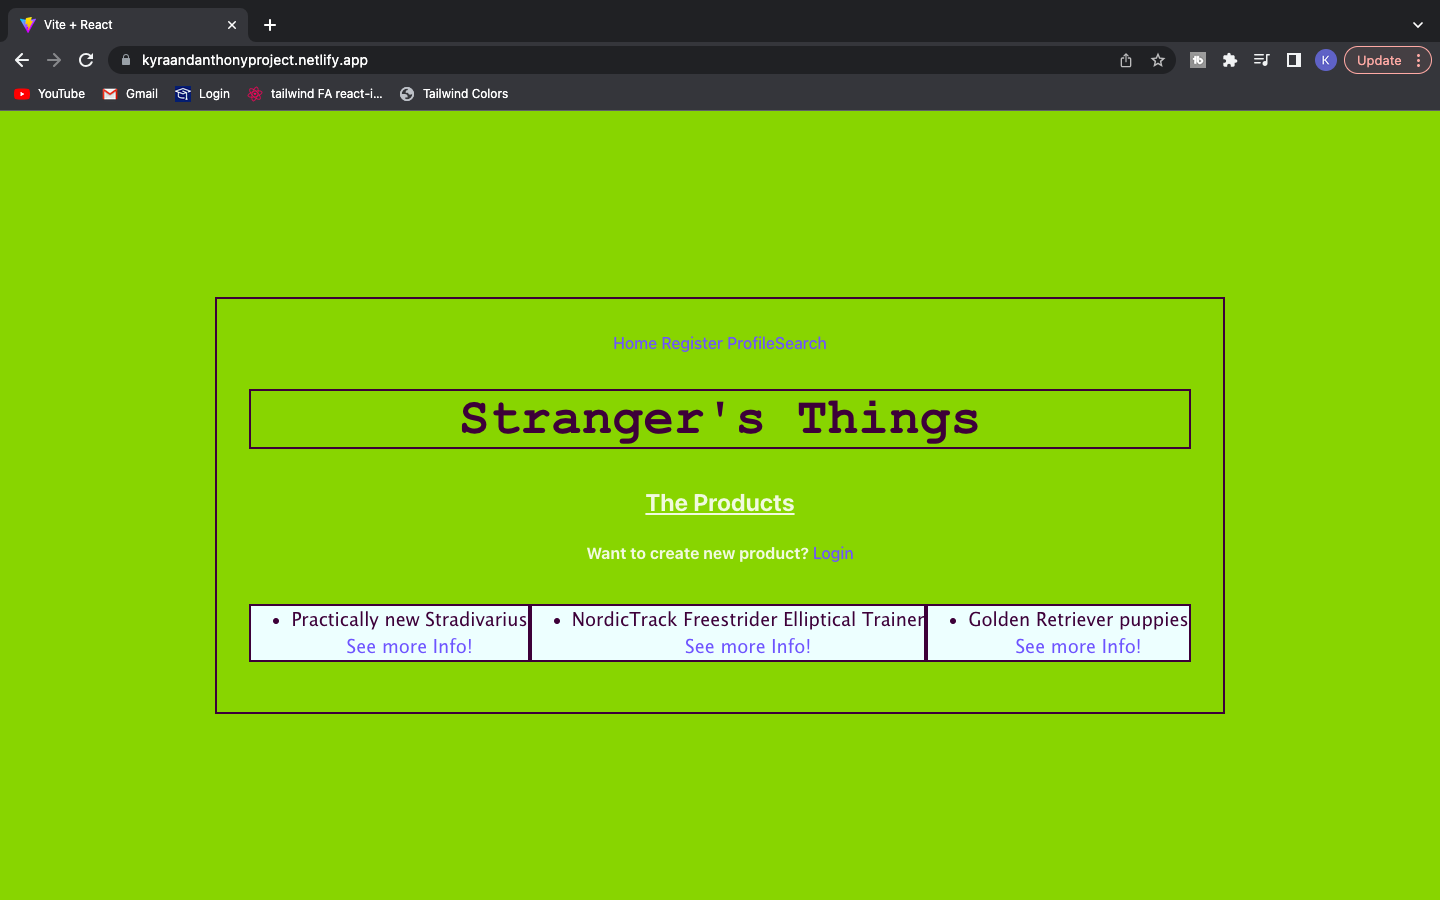 Vite + React
kyraandanthonyproject.netlify.app
K
Update
YouTube
Gmail
Login
tailwind FA react-i...
Tailwind Colors
Home Register ProfileSearch
Stranger's Things
The Products
Want to create new product? Login
Practically new Stradivarius
See more Info!
NordicTrack Freestrider Elliptical Trainer
See more Info!
Golden Retriever puppies
See more Info!